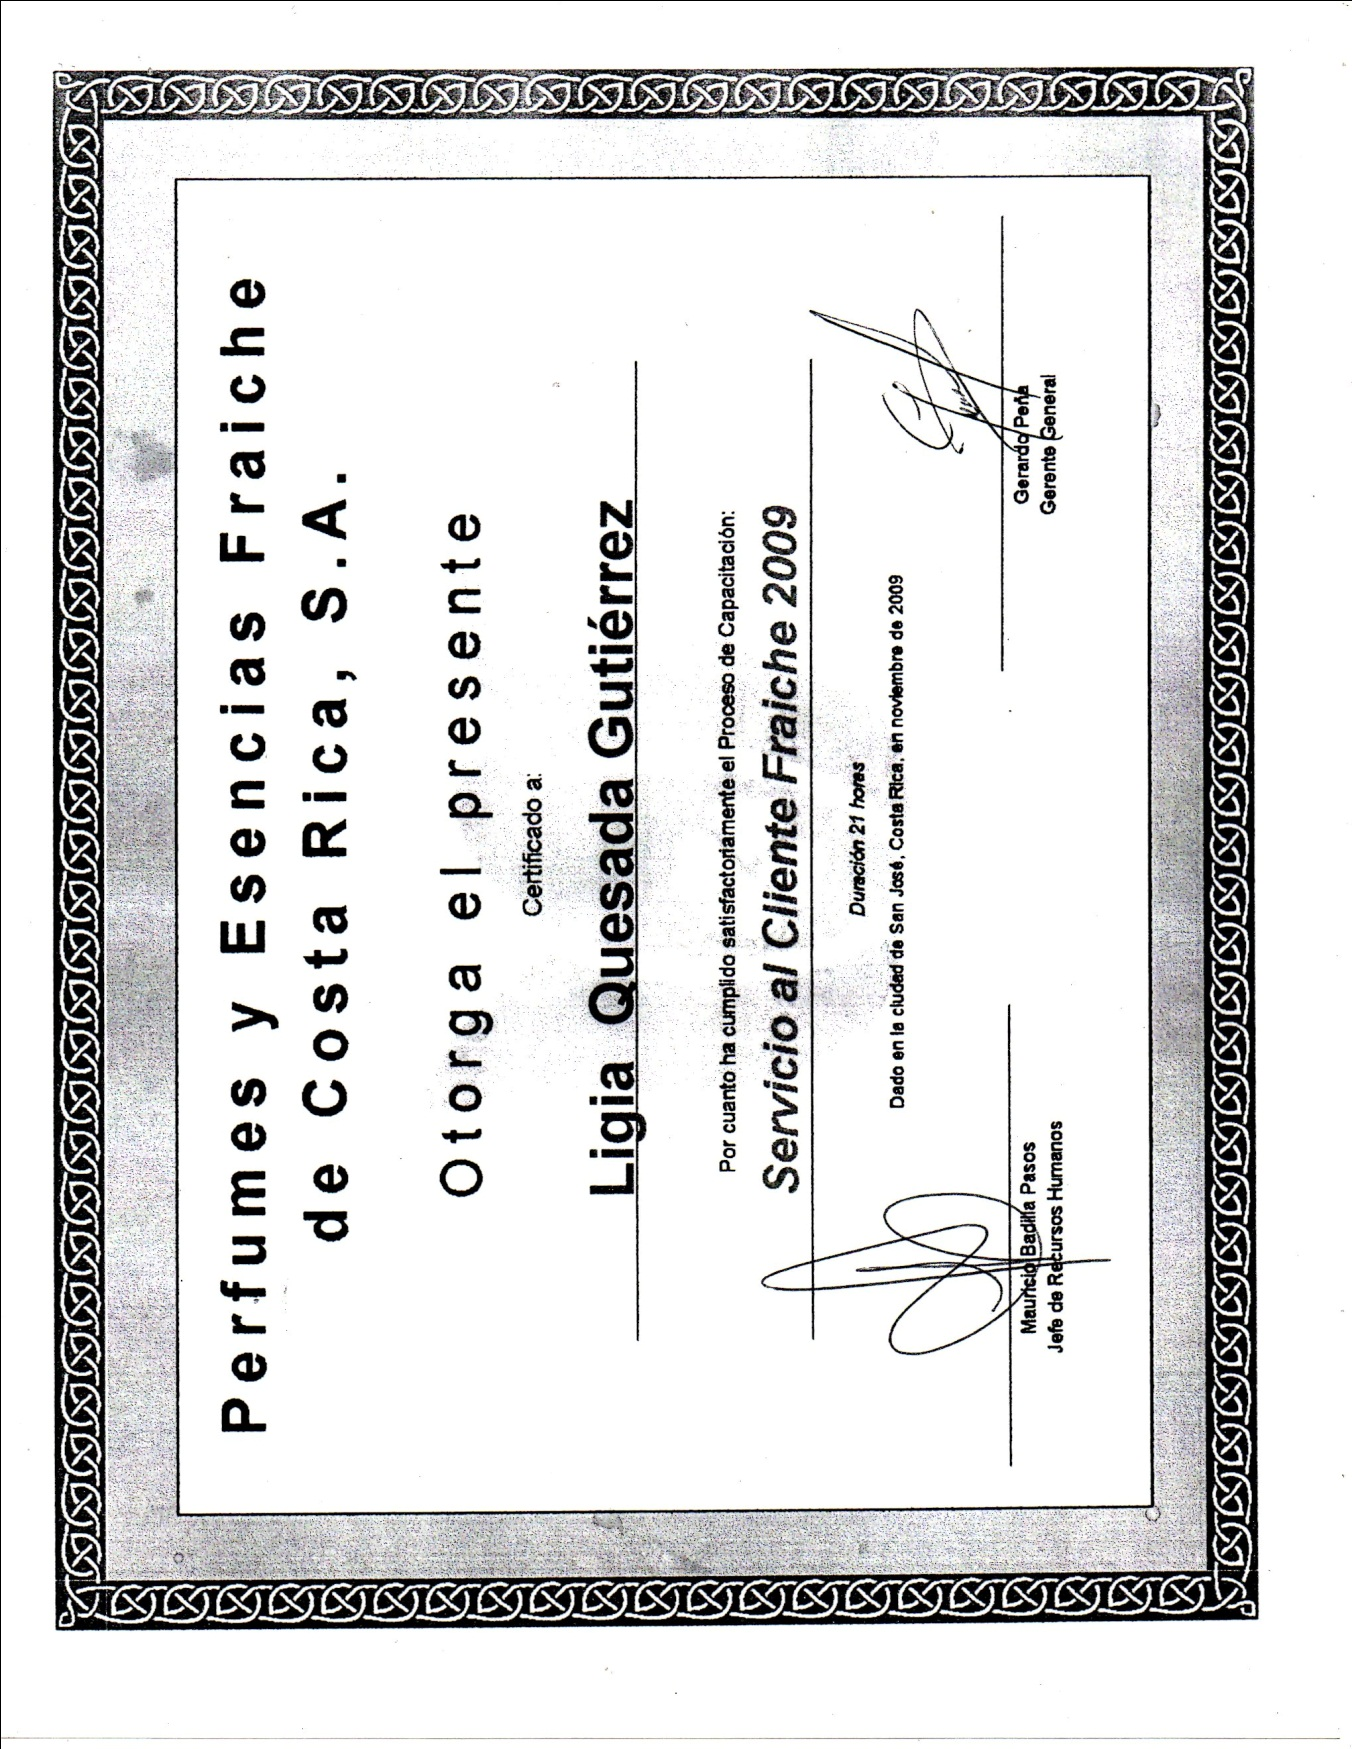 Perfumes y Esencias Fraiche
de Costa Rica, S.A.
Otorga el presente
Certificado a:
Ligia Quesada Gutiérrez
Por cuanto ha cumplido satisfactoriamente el Proceso de Capacitación:
Servicio al Cliente Fraiche 2009
Duración 21 horas
Dado en la ciudad de San José, Costa Rica, en noviembre de 2009
Mauricio Badilla Pasos
Jefe de Recursos Humanos
Gerardo Peña
Gerente General